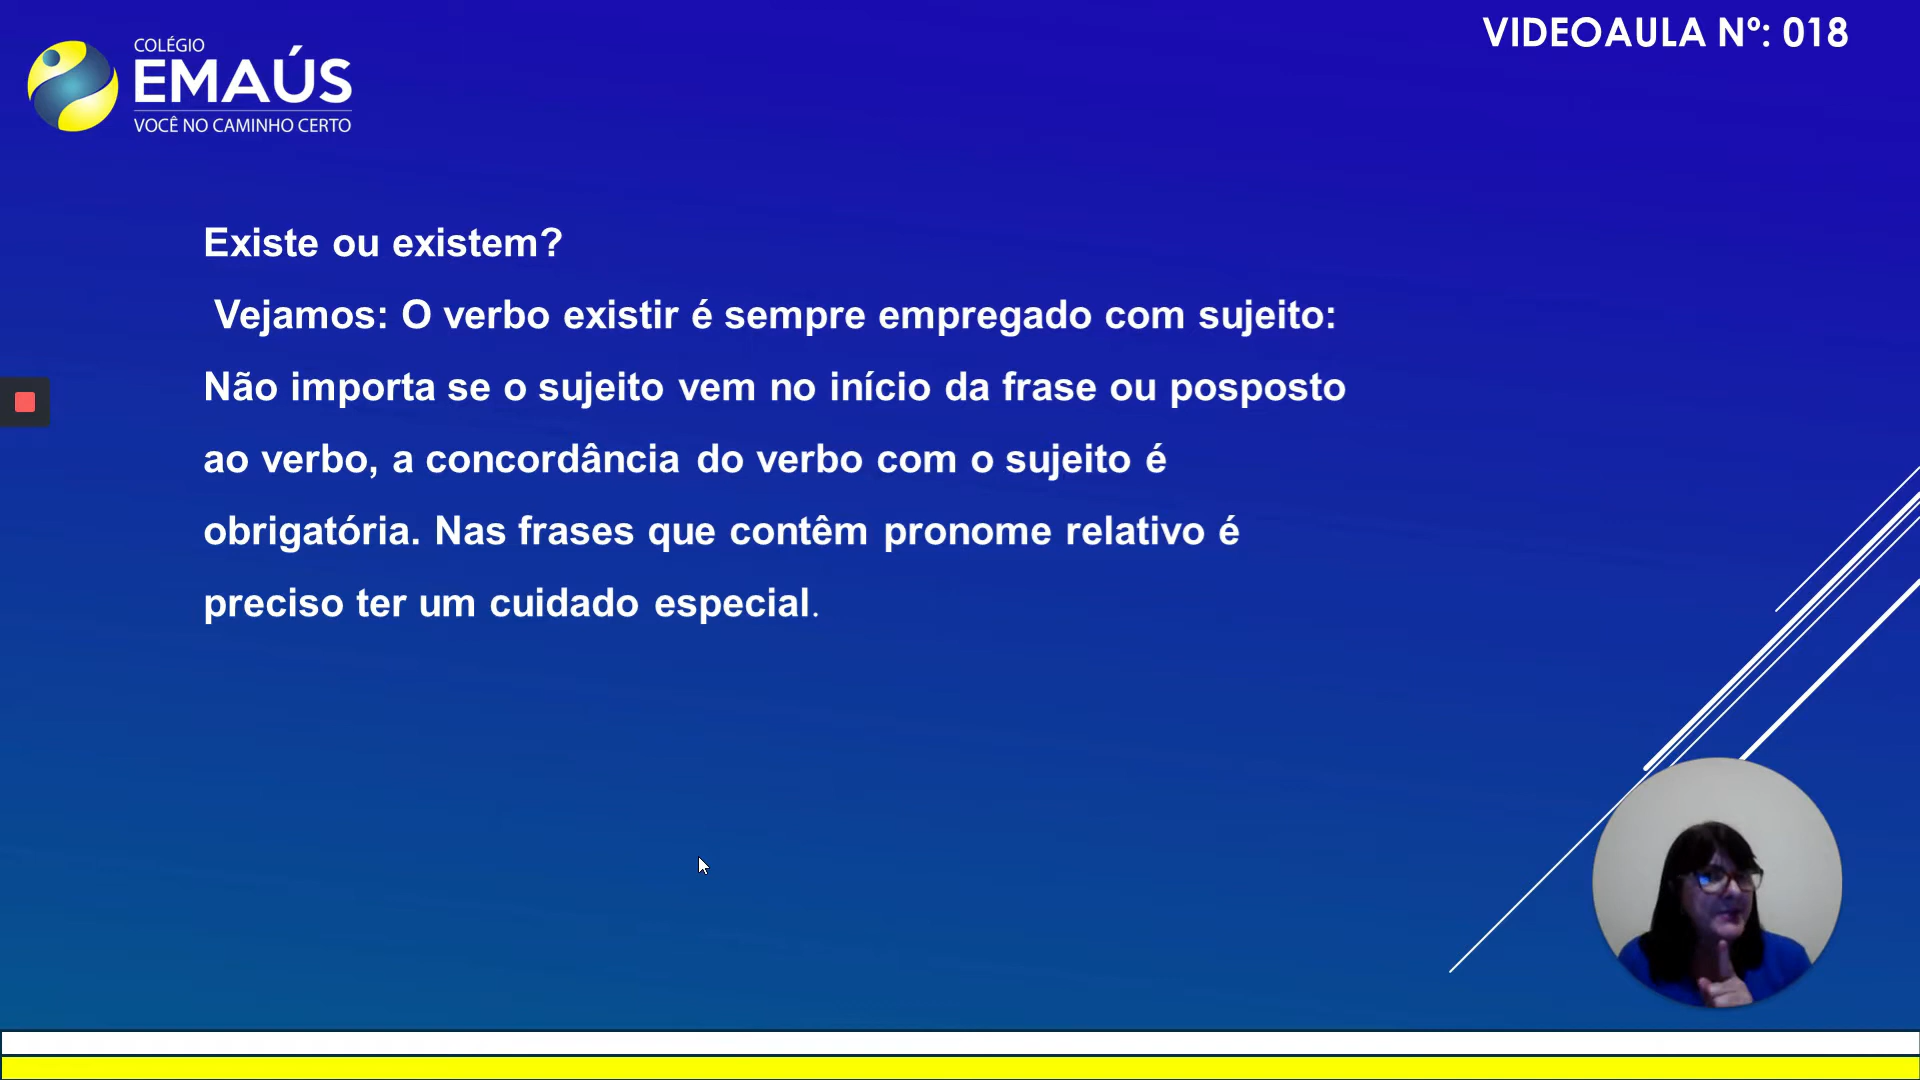 COLÉGIO
EMAÚS
VOCÊ NO CAMINHO CERTO
VIDEOAULA Nº: 018
Existe ou existem?
Vejamos: O verbo existir é sempre empregado com sujeito:
Não importa se o sujeito vem no início da frase ou posposto
ao verbo, a concordância do verbo com o sujeito é
obrigatória. Nas frases que contêm pronome relativo é
preciso ter um cuidado especial.